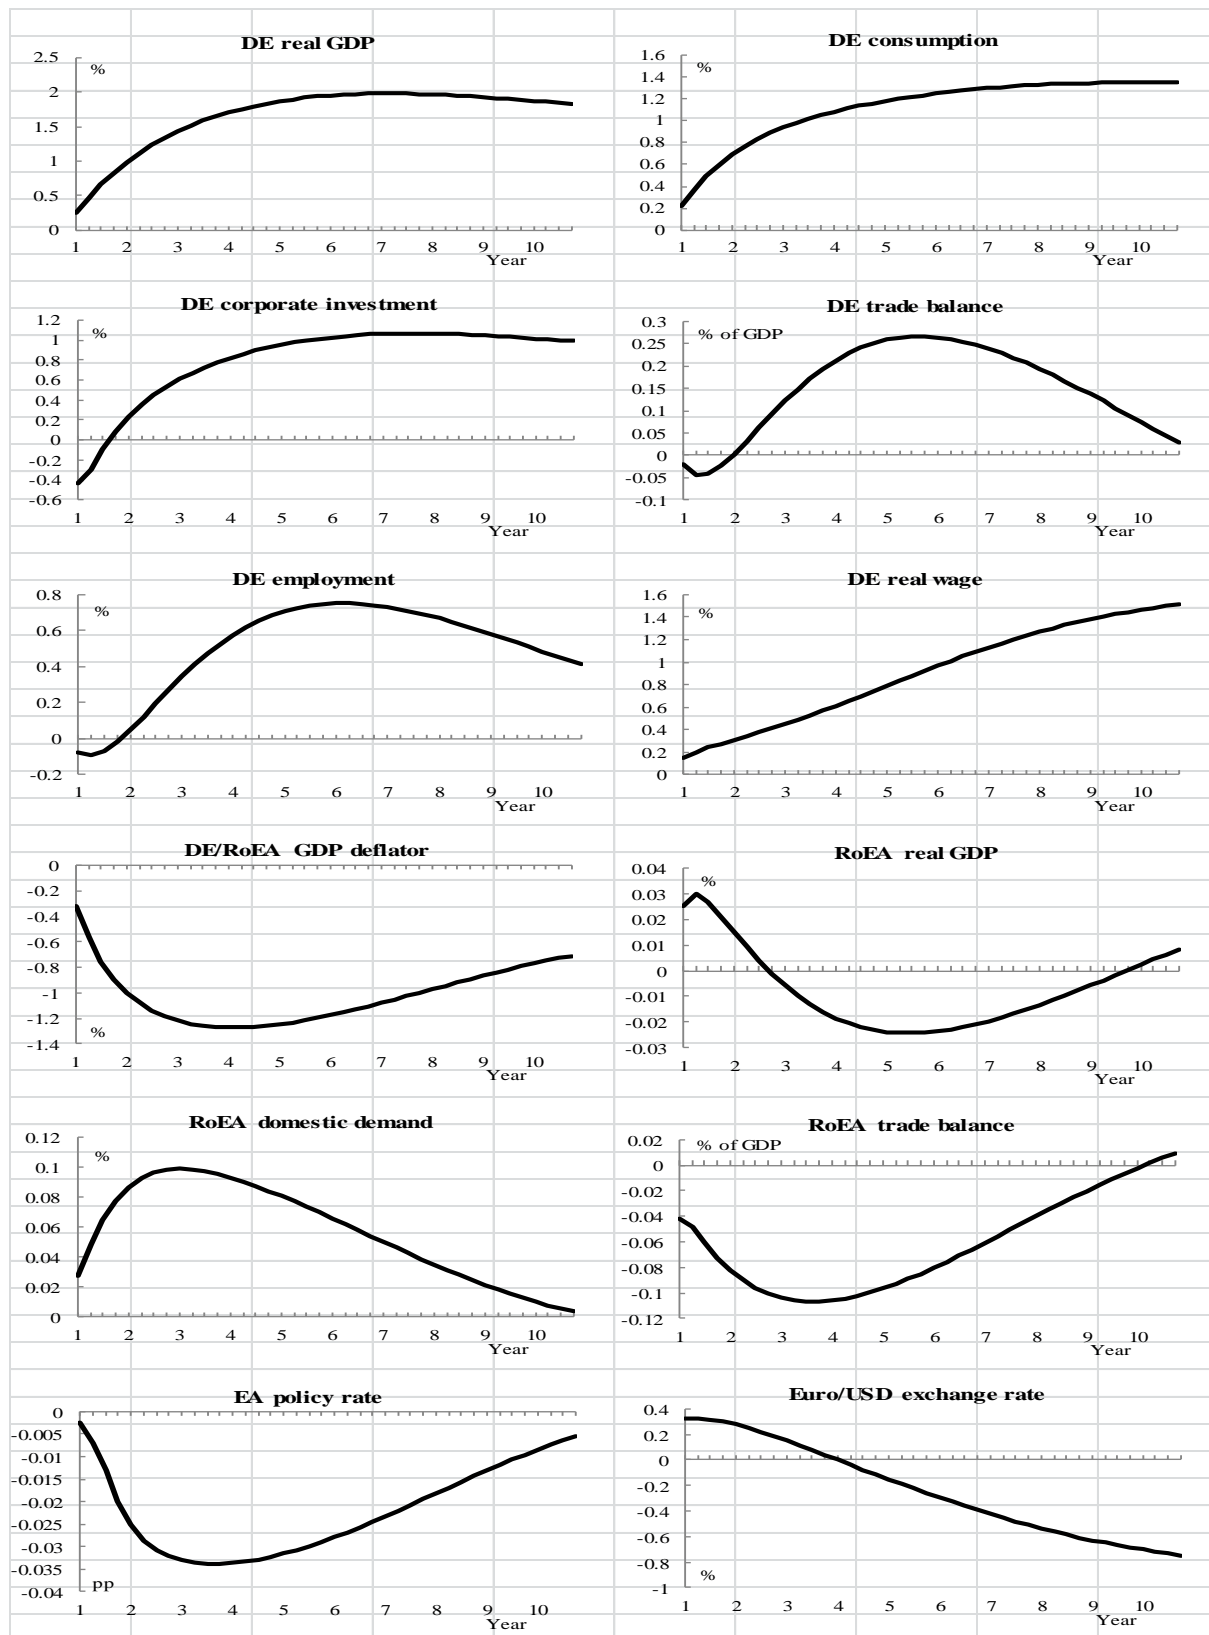 DE real GDP
%
2.5
2
1.5
1
0.5
0
1 2 3 4 5 6 7 8 9 10
Year
DE consumption
%
1.6
1.4
1.2
1
0.8
0.6
0.4
0.2
0
1 2 3 4 5 6 7 8 9 10
Year
DE corporate investment
%
1.2
1
0.8
0.6
0.4
0.2
0
-0.2
-0.4
-0.6
1 2 3 4 5 6 7 8 9 10
Year
DE trade balance
% of GDP
0.3
0.25
0.2
0.15
0.1
0.05
0
-0.05
-0.1
1 2 3 4 5 6 7 8 9 10
Year
DE employment
%
0.8
0.6
0.4
0.2
0
-0.2
1 2 3 4 5 6 7 8 9 10
Year
DE real wage
%
1.6
1.4
1.2
1
0.8
0.6
0.4
0.2
0
1 2 3 4 5 6 7 8 9 10
Year
DE/RoEA GDP deflator
0
-0.2
-0.4
-0.6
-0.8
-1
-1.2
-1.4
%
1 2 3 4 5 6 7 8 9 10
Year
RoEA real GDP
%
0.04
0.03
0.02
0.01
0
-0.01
-0.02
-0.03
1 2 3 4 5 6 7 8 9 10
Year
RoEA domestic demand
%
0.12
0.1
0.08
0.06
0.04
0.02
0
1 2 3 4 5 6 7 8 9 10
Year
RoEA trade balance
% of GDP
0.02
0
-0.02
-0.04
-0.06
-0.08
-0.1
-0.12
1 2 3 4 5 6 7 8 9 10
Year
EA policy rate
0
-0.005
-0.01
-0.015
-0.02
-0.025
-0.03
-0.035
-0.04
pp
1 2 3 4 5 6 7 8 9 10
Year
Euro/USD exchange rate
0.4
0.2
0
-0.2
-0.4
-0.6
-0.8
-1
%
1 2 3 4 5 6 7 8 9 10
Year